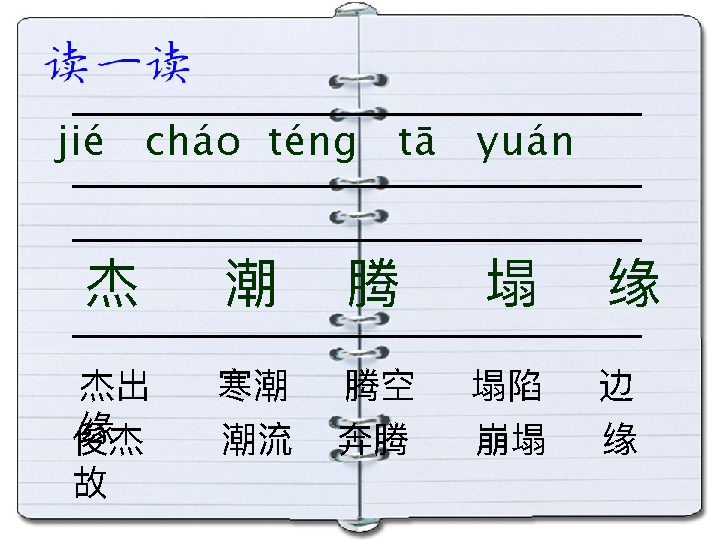 读一读
jié cháo téng tā yuán
杰 潮 腾 塌 缘
杰出 寒潮 腾空 塌陷 边
缘
俊杰 潮流 奔腾 崩塌 缘
故